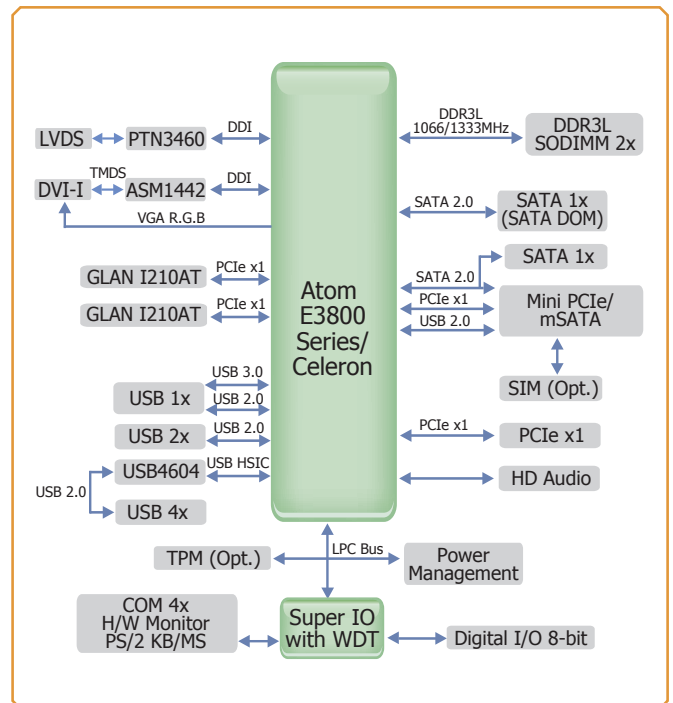 DDR3L
1066/1333MHz
DDR3L
SODIMM 2x
LVDS
PTN3460
DDI
TMDS
DVI-I
ASM1442
DDI
VGA R.G.B
SATA 2.0
SATA 1x
(SATA DOM)
SATA 1x
GLAN I210AT
PCIe x1
GLAN I210AT
PCIe x1
Atom
E3800
Series/
Celeron
SATA 2.0
PCIe x1
USB 2.0
Mini PCIe/
mSATA
SIM (Opt.)
USB 3.0
USB 1x
USB 2.0
USB 2x
USB 2.0
PCIe x1
PCIe x1
USB4604
USB HSIC
HD Audio
USB 2.0
USB 4x
TPM (Opt.)
LPC Bus
Power
Management
COM 4x
H/W Monitor
PS/2 KB/MS
Super IO
with WDT
Digital I/O 8-bit